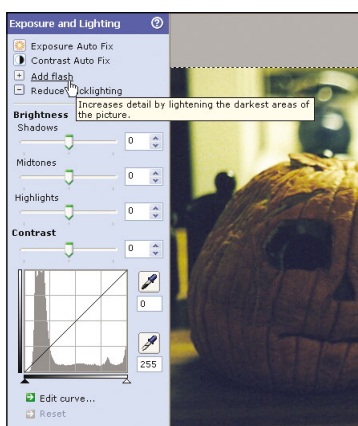 Exposure and Lighting
Exposure Auto Fix
Contrast Auto Fix
Add flash
Reduce cklighting
Increases detail by lightening the darkest areas of
the picture.
Brightness
Shadows
0
Midtones
0
Highlights
0
Contrast
0
0
255
Edit curve...
Reset